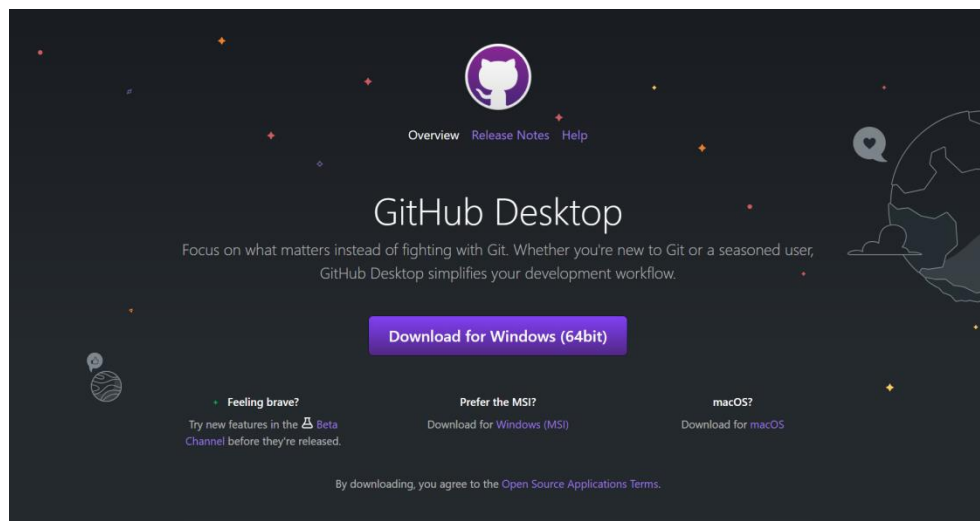 Overview Release Notes Help
GitHub Desktop
Focus on what matters instead of fighting with Git. Whether you're new to Git or a seasoned user,
GitHub Desktop simplifies your development workflow.
Download for Windows (64bit)
Feeling brave?
Try new features in the Beta
Channel before they're released.
Prefer the MSI?
Download for Windows (MSI)
macOS?
Download for macOS
By downloading, you agree to the Open Source Applications Terms.